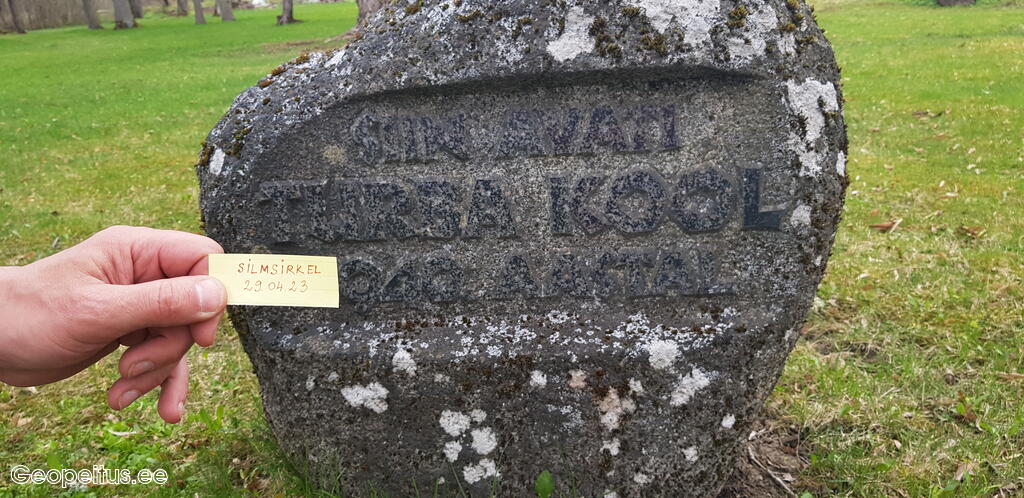 SIIN AVATI
TURBA KOOL
AASTAL
SILMSIRKEL
29.04.23
Geopeitus.ee